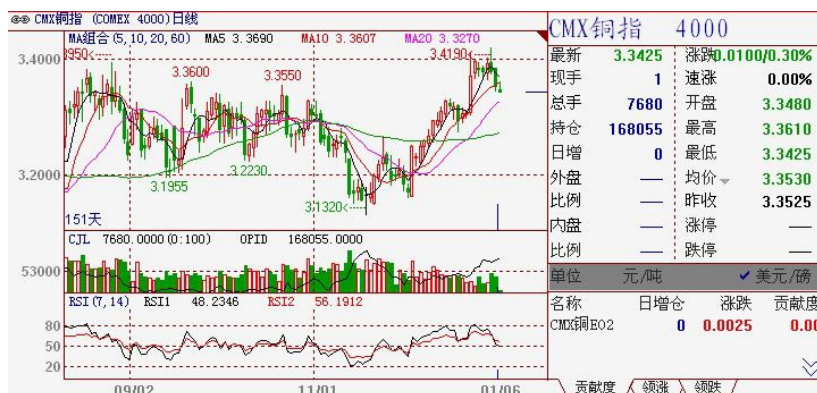 CMX铜指 (COMEX 4000)日线
MA组合(5,10,20,60) MA5 3.3690 MA10 3.3607 MA20 3.3270
3.4000
3950<----
3.4190<----
3.3600
3.3550
3.2000
3.1955
3.2230
3.1320<----
151天
CJL 7680.0000(0:100) OPID 168055.0000
53000
RSI(7,14) RSI1 48.2346 RSI2 56.1912
80
50
20
09/02 11/01 01/06
CMX铜指 4000
最新 3.3425 涨跌0.0100/0.30%
现手 1 速涨 0.00%
总手 7680 开盘 3.3480
持仓 168055 最高 3.3610
日增 0 最低 3.3425
外盘 — 均价 3.3530
比例 — 昨收 3.3525
内盘 — 涨停 —
比例 — 跌停 —
单位 元/吨 ✔美元/磅
名称 日增仓 涨跌 贡献度
CMX铜E02 0 0.0025 0.00
贡献度 领涨 领跌